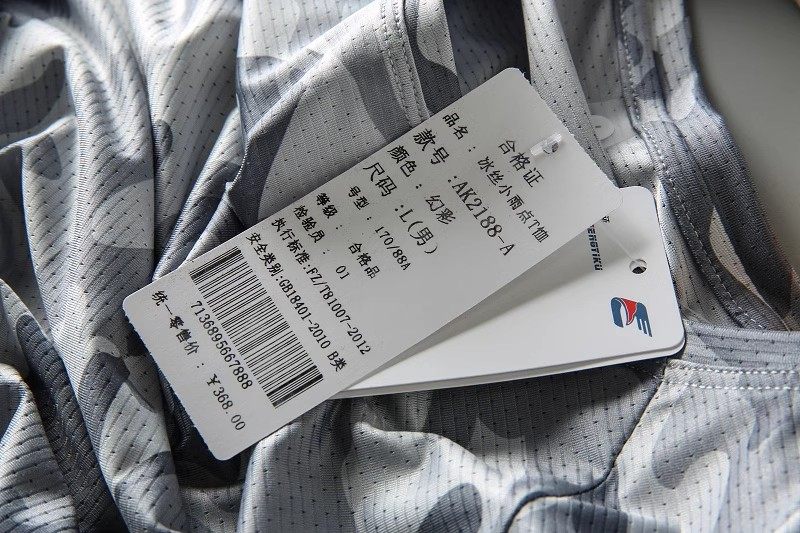 合格证
品名: 冰丝小雨点T恤
款号:AK2188-A
颜色: 幻影
尺码:L(男)
号型: 170/88A
等级: 合格品
检验员: 01
执行标准:FZ/T81007-2012
安全类别:GB18401-2010 B类
7136895667888
统一零售价: ¥368.00